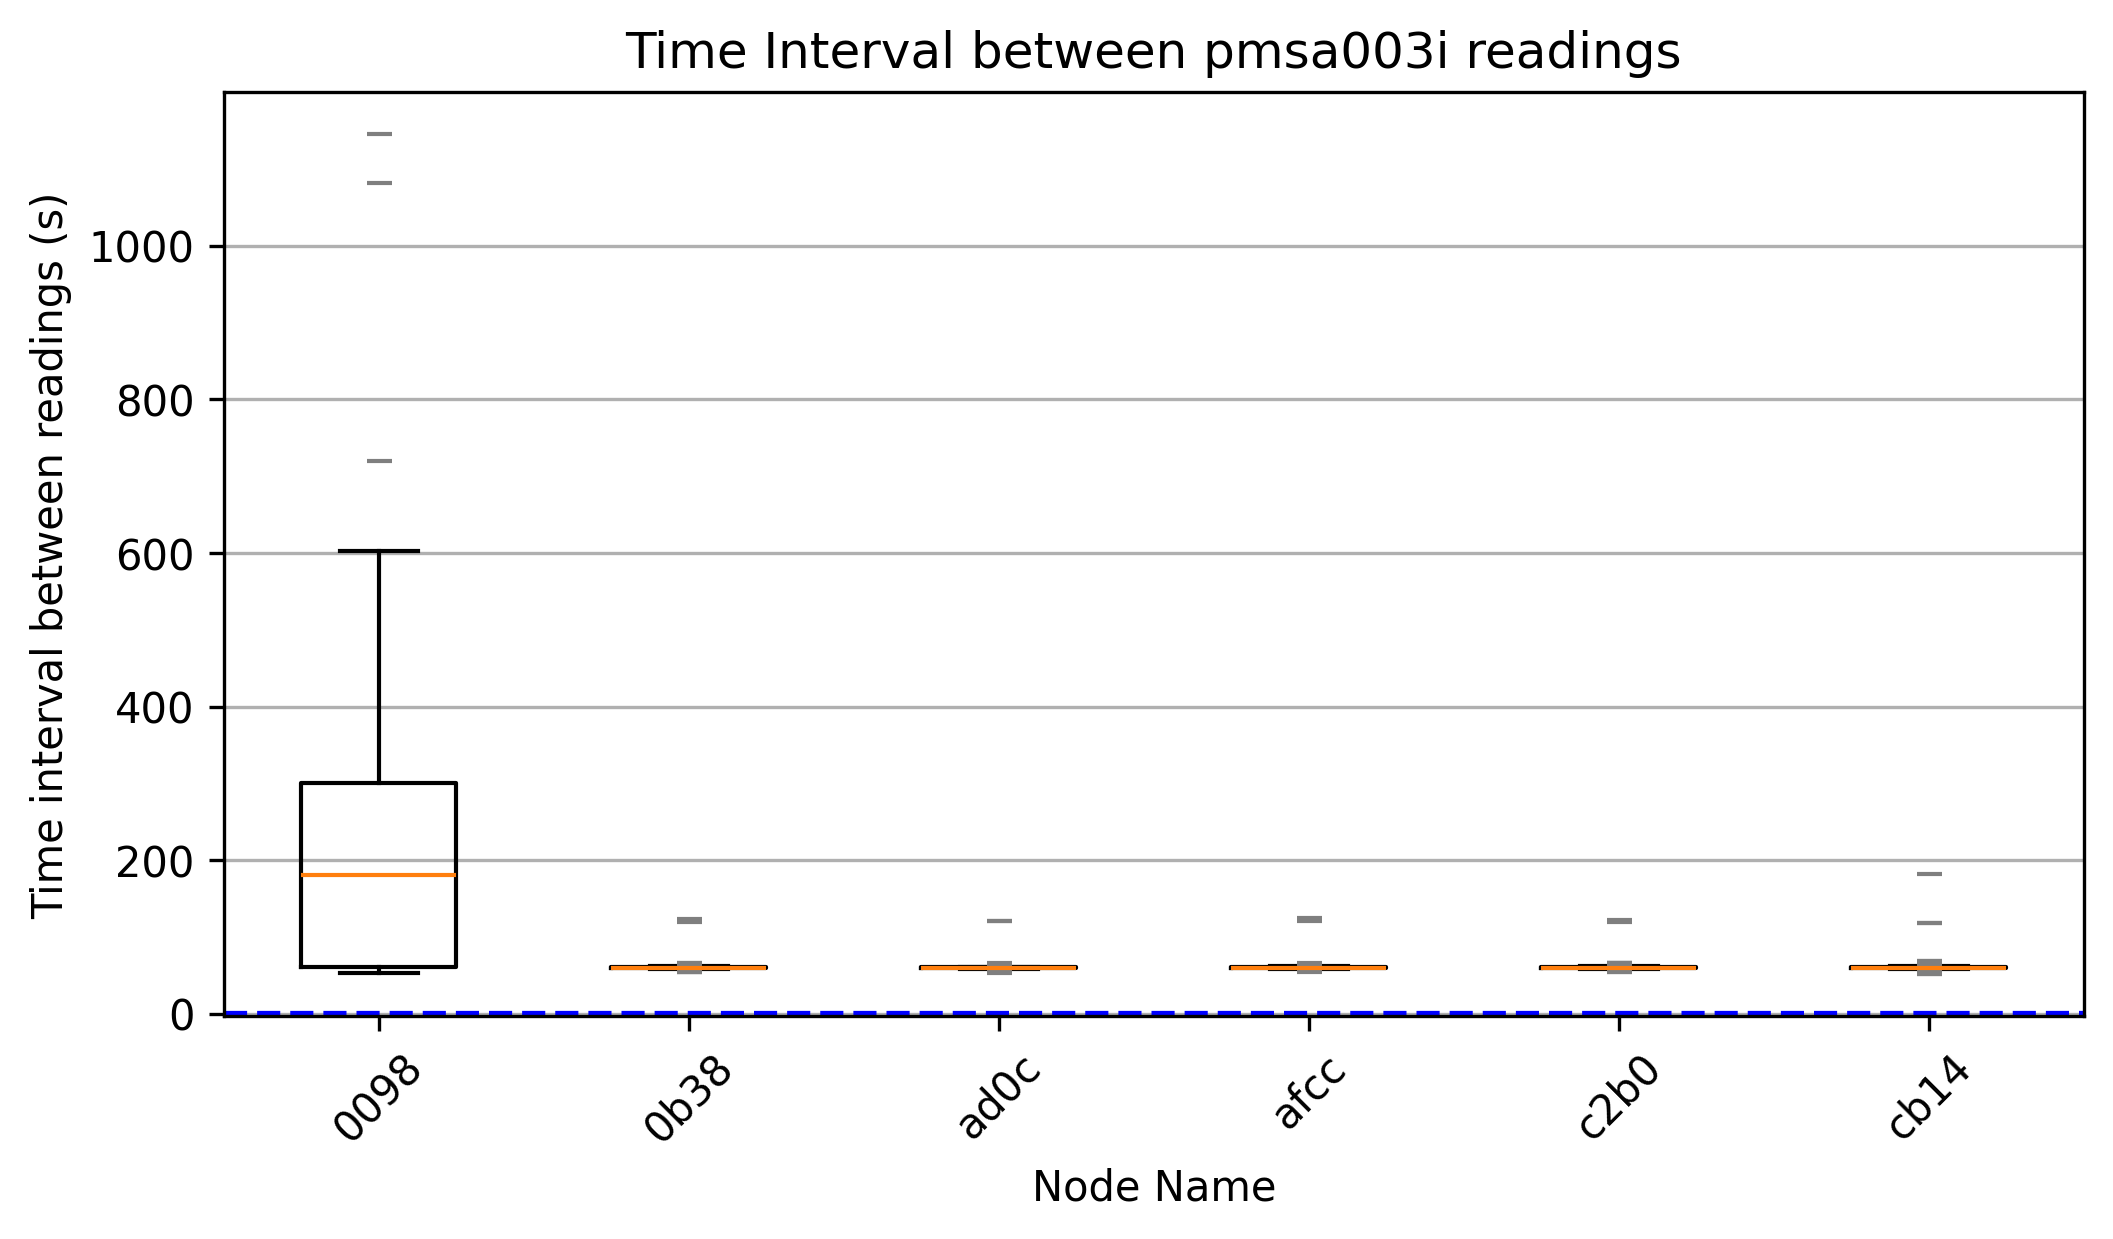 Time Interval between pmsa003i readings
Time interval between readings (s)
1000
800
600
400
200
0
0098
0b38
ad0c
afcc
c2b0
cb14
Node Name